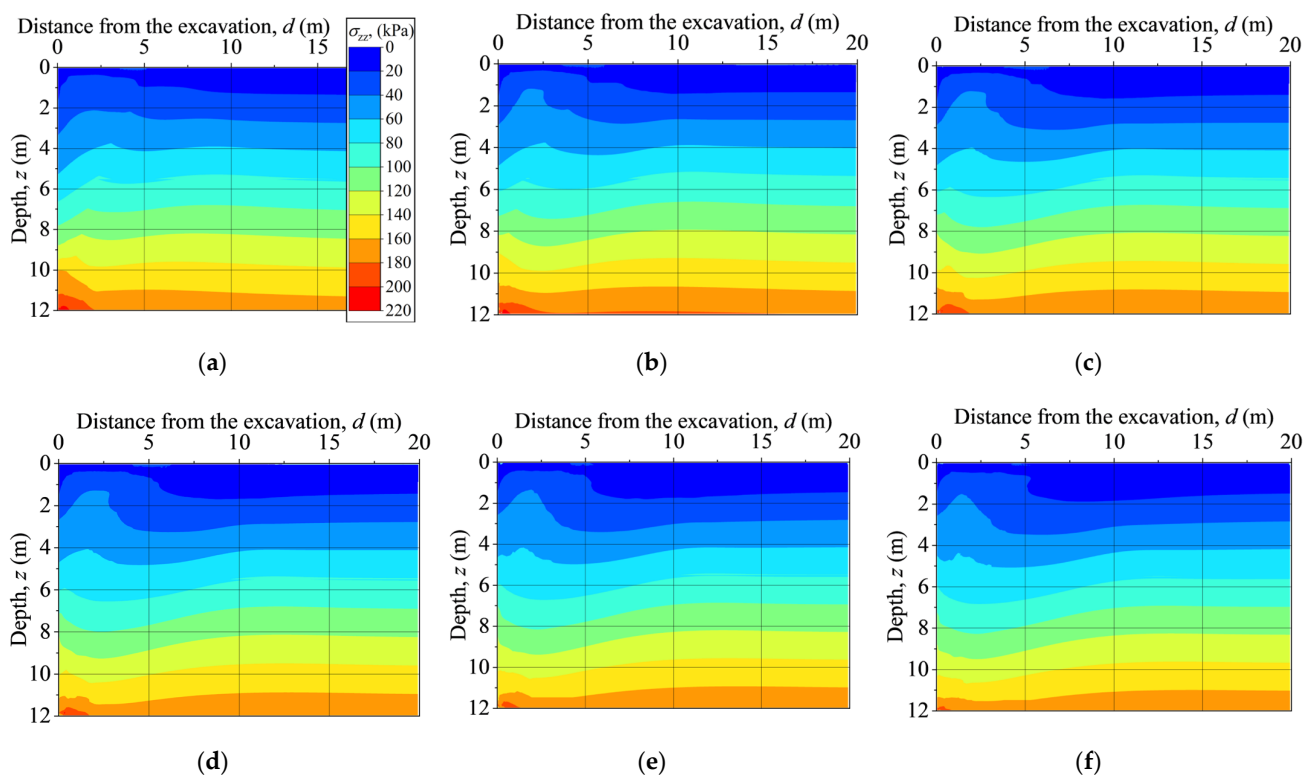 Distance from the excavation, d (m)
0 5 10 15
σzz, (kPa)
0
20
40
60
80
100
120
140
160
180
200
220
Depth, z (m)
0
2
4
6
8
10
12
(a)
Distance from the excavation, d (m)
0 5 10 15 20
Depth, z (m)
0
2
4
6
8
10
12
(b)
Distance from the excavation, d (m)
0 5 10 15 20
Depth, z (m)
0
2
4
6
8
10
12
(c)
Distance from the excavation, d (m)
0 5 10 15 20
Depth, z (m)
0
2
4
6
8
10
12
(d)
Distance from the excavation, d (m)
0 5 10 15 20
Depth, z (m)
0
2
4
6
8
10
12
(e)
Distance from the excavation, d (m)
0 5 10 15 20
Depth, z (m)
0
2
4
6
8
10
12
(f)